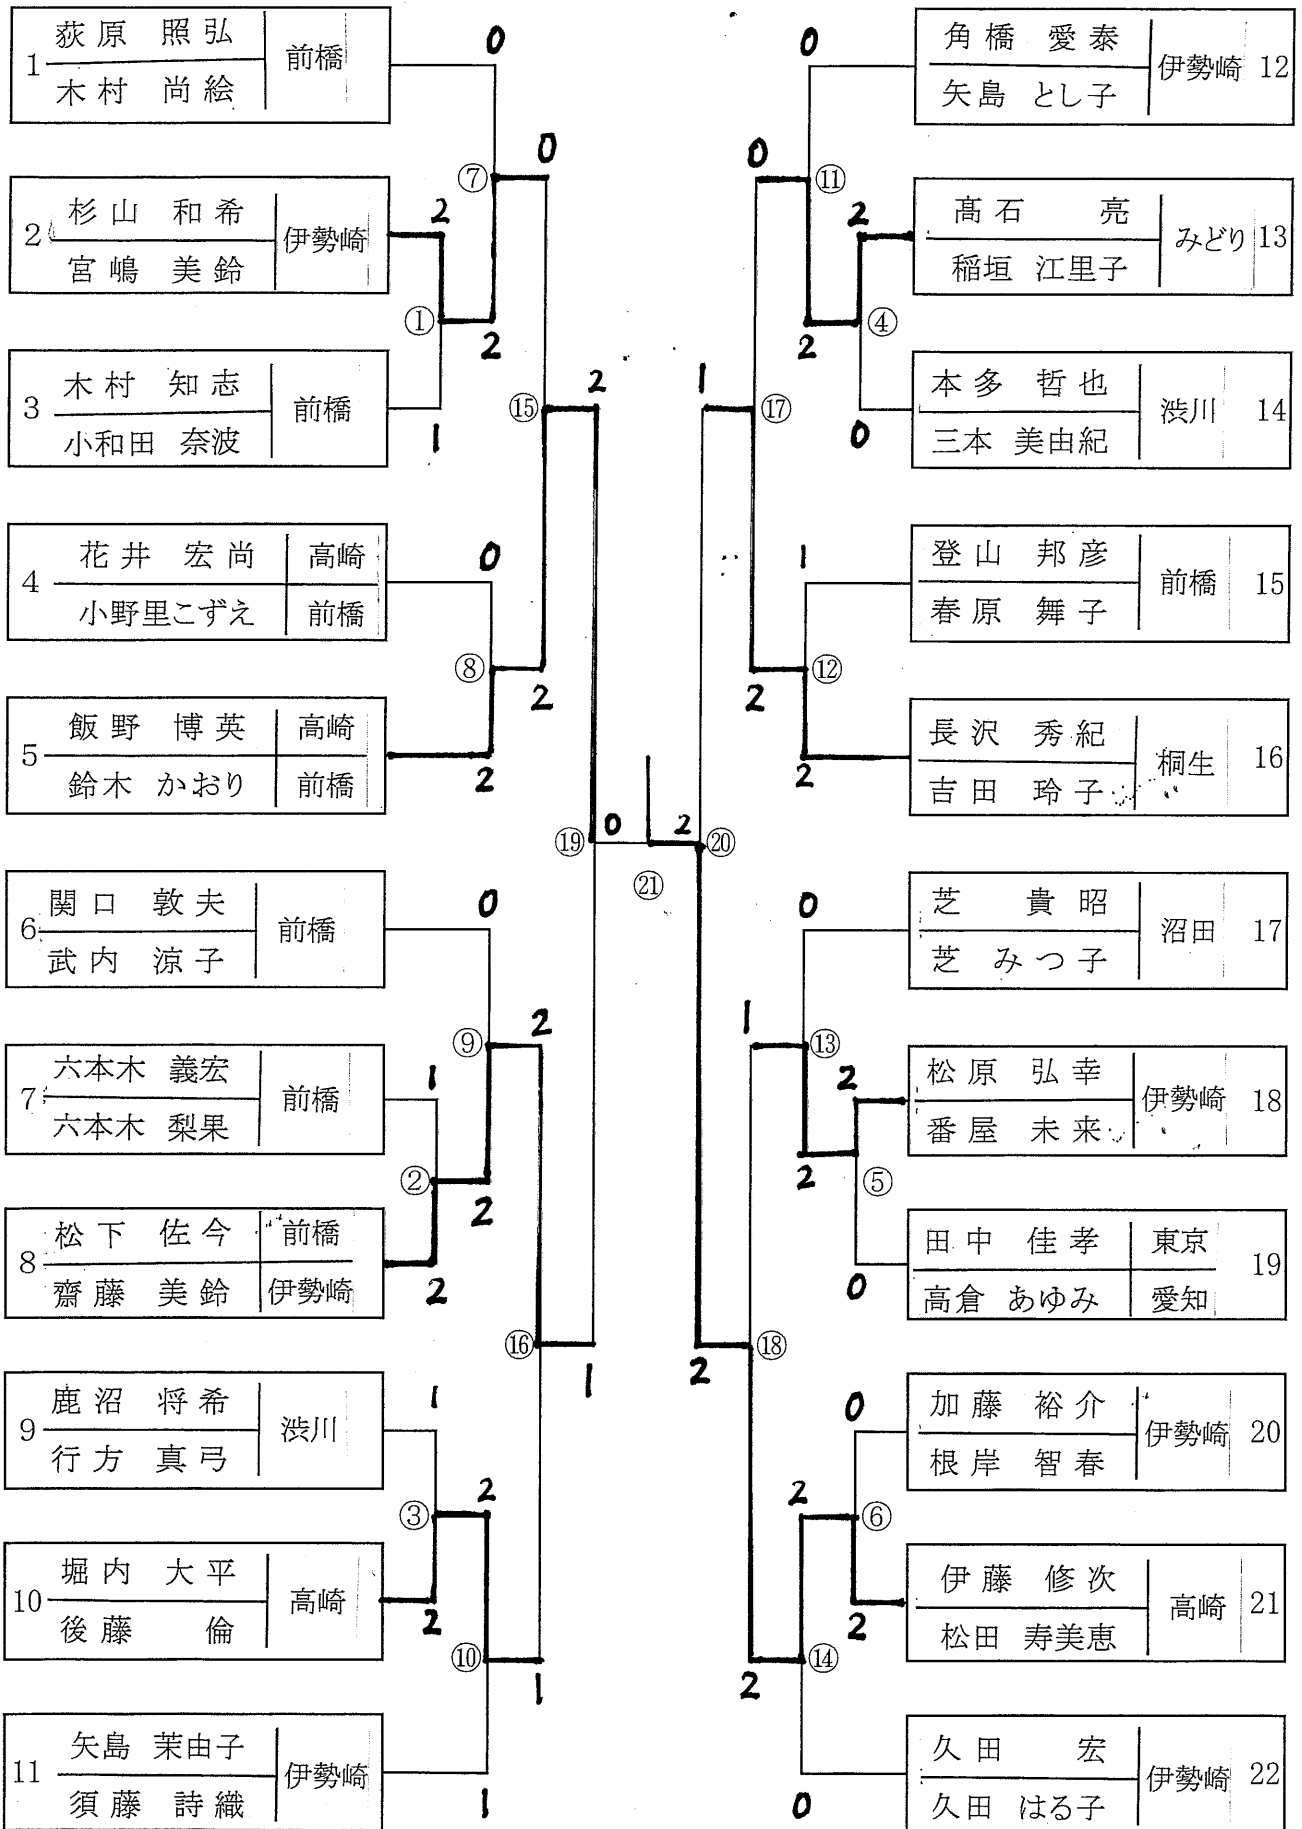 1 荻原 照弘 前橋
木村 尚絵
2 杉山 和希 伊勢崎
宮嶋 美鈴
3 木村 知志 前橋
小和田 奈波
4 花井 宏尚 高崎
小野里こずえ 前橋
5 飯野 博英 高崎
鈴木 かおり 前橋
6 関口 敦夫 前橋
武内 涼子
7 六本木 義宏 前橋
六本木 梨果
8 松下 佐今 前橋
齋藤 美鈴 伊勢崎
9 鹿沼 将希 渋川
行方 真弓
10 堀内 大平 高崎
後藤 倫
11 矢島 茉由子 伊勢崎
須藤 詩織
0
0
⑦
2
①
2
1
2
⑮
0
⑧
2
2
⑲ 0
0
2
⑨
1
②
2
2
⑯
1
1
2
③
2
⑩
1
1
2 ⑳
㉑
0
0
⑪
2
④
2
0
1
⑰
1
⑫
2
2
0
1
⑬
2
2
⑤
0
⑱
2
0
2
⑥
2
⑭
2
0
角橋 愛泰 伊勢崎 12
矢島 とし子
髙石 亮 みどり 13
稲垣 江里子
本多 哲也 渋川 14
三本 美由紀
登山 邦彦 前橋 15
春原 舞子
長沢 秀紀 桐生 16
吉田 玲子
芝 貴昭 沼田 17
芝 みつ子
松原 弘幸 伊勢崎 18
番屋 未来
田中 佳孝 東京 19
高倉 あゆみ 愛知
加藤 裕介 伊勢崎 20
根岸 智春
伊藤 修次 高崎 21
松田 寿美恵
久田 宏 伊勢崎 22
久田 はる子